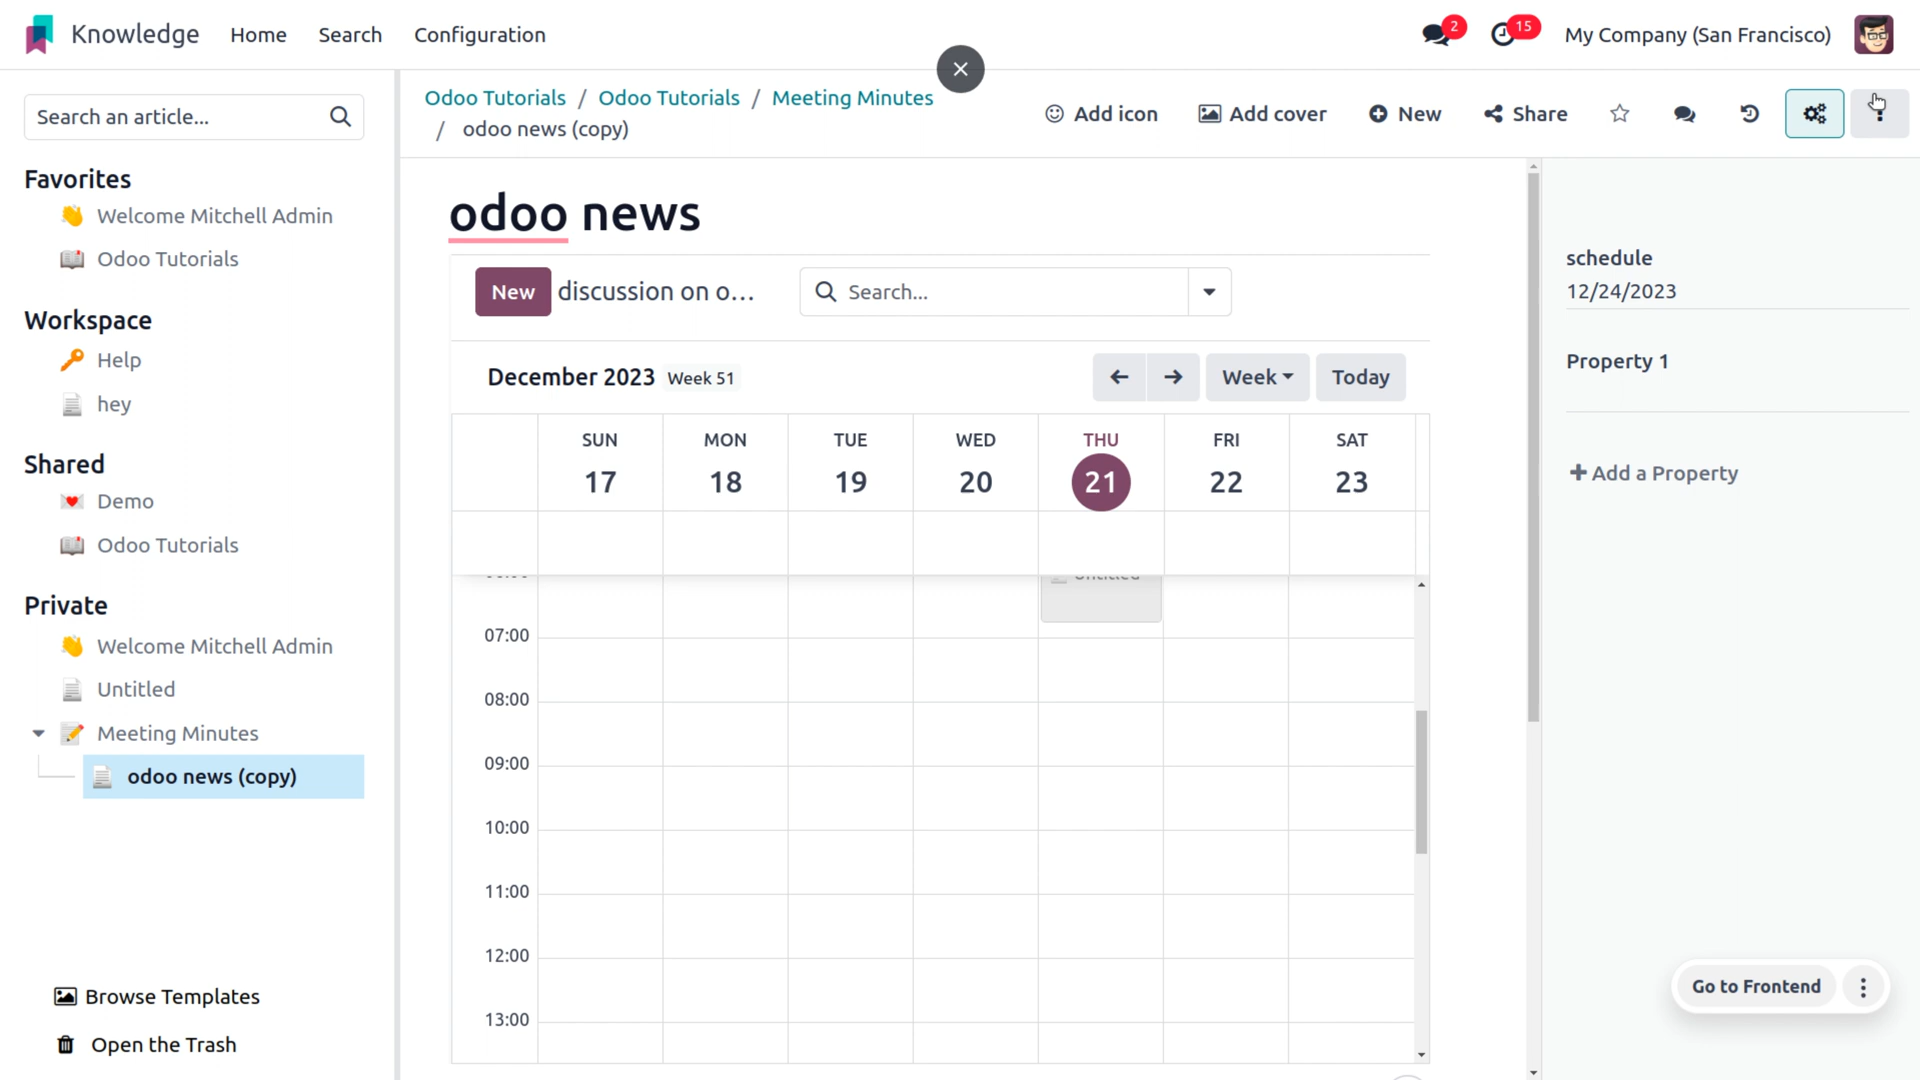 Knowledge Home Search Configuration
2 15 My Company (San Francisco)
Search an article...
Favorites
Welcome Mitchell Admin
Odoo Tutorials
Workspace
Help
hey
Shared
Demo
Odoo Tutorials
Private
Welcome Mitchell Admin
Untitled
Meeting Minutes
odoo news (copy)
Browse Templates
Open the Trash
Odoo Tutorials / Odoo Tutorials / Meeting Minutes
/ odoo news (copy)
Add icon Add cover New Share
odoo news
New discussion on o... Search...
December 2023 Week 51 Week Today
SUN MON TUE WED THU FRI SAT
17 18 19 20 21 22 23
Untitled
07:00
08:00
09:00
10:00
11:00
12:00
13:00
schedule
12/24/2023
Property 1
Add a Property
Go to Frontend